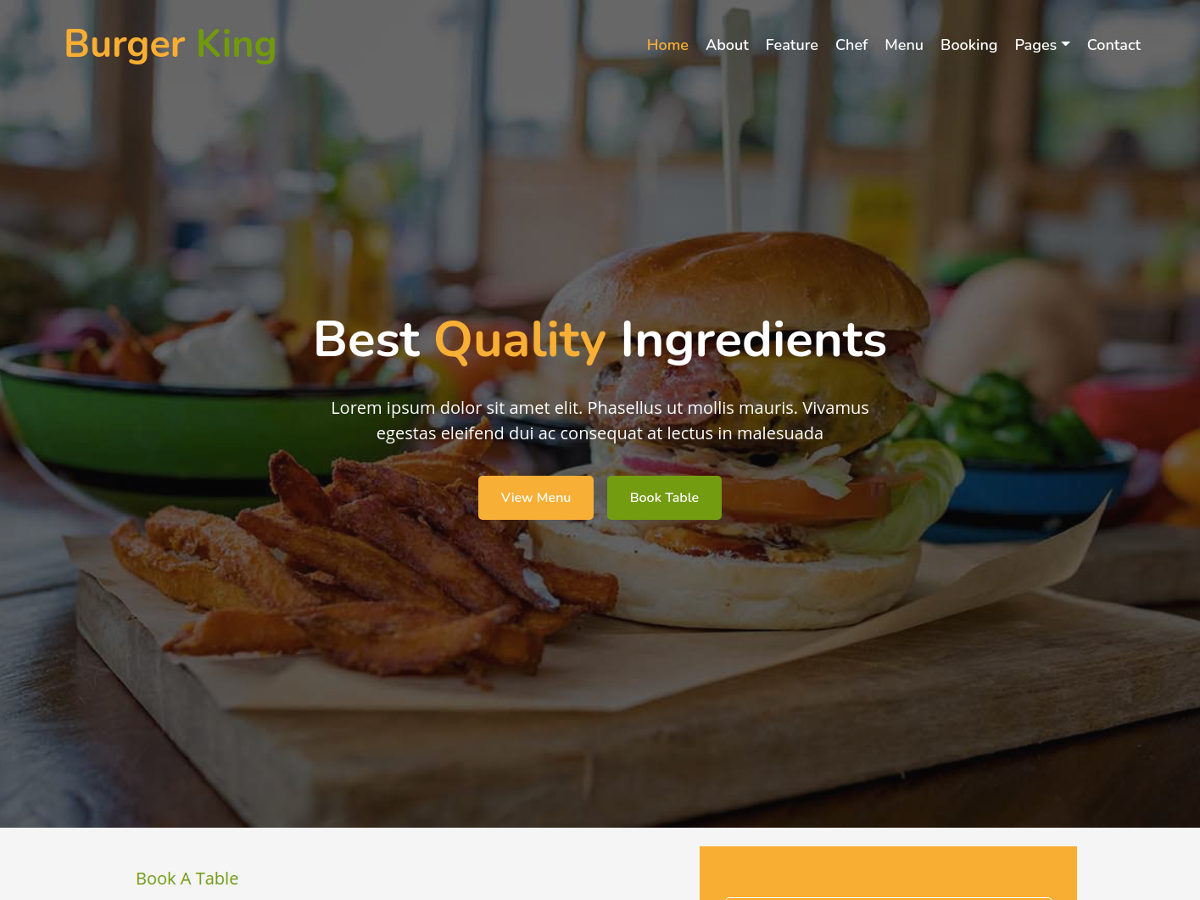 Burger King
Home About Feature Chef Menu Booking Pages Contact
Best Quality Ingredients
Lorem ipsum dolor sit amet elit. Phasellus ut mollis mauris. Vivamus
egestas eleifend dui ac consequat at lectus in malesuada
View Menu Book Table
Book A Table